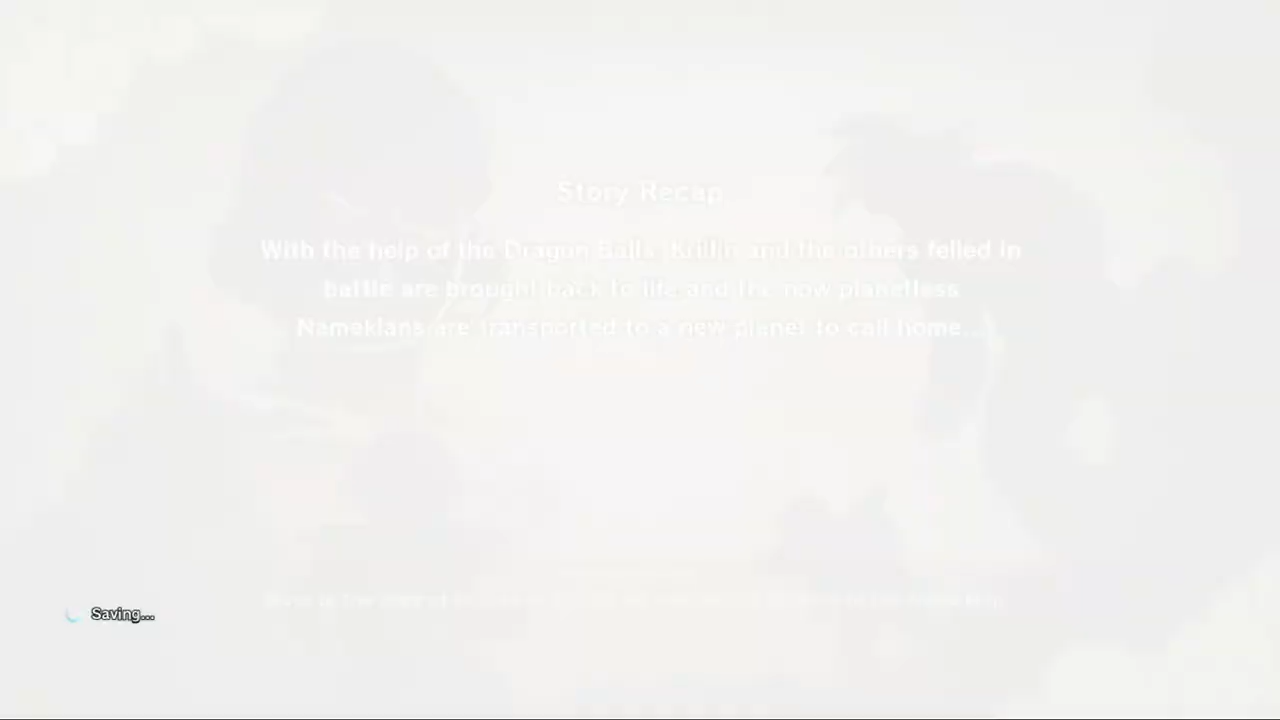 Story Recap
With the help of the Dragon Balls, Krillin and the others felled in
battle are brought back to life and the now planetless
Namekians are transported to a new planet to call home...
Saving...